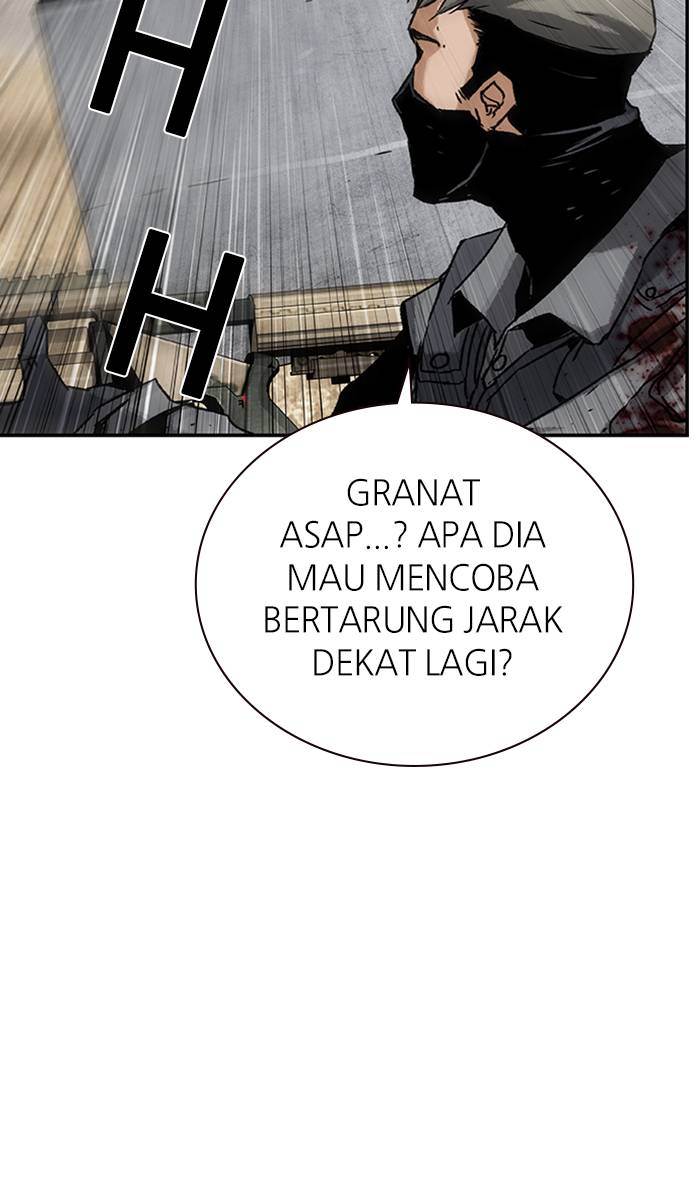 H
H
GRANAT
ASAP...? APA DIA
MAU MENCOBA
BERTARUNG JARAK
DEKAT LAGI?